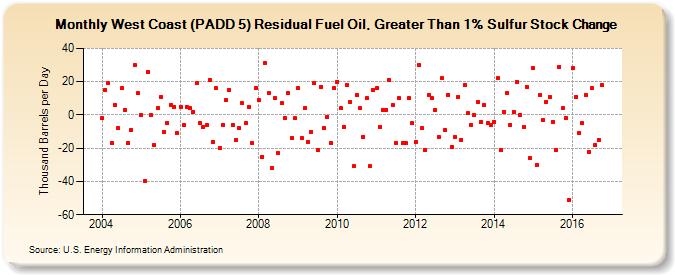 Monthly West Coast (PADD 5) Residual Fuel Oil, Greater Than 1% Sulfur Stock Change
Thousand Barrels per Day
40
20
0
-20
-40
-60
2004 2006 2008 2010 2012 2014 2016
Source: U.S. Energy Information Administration